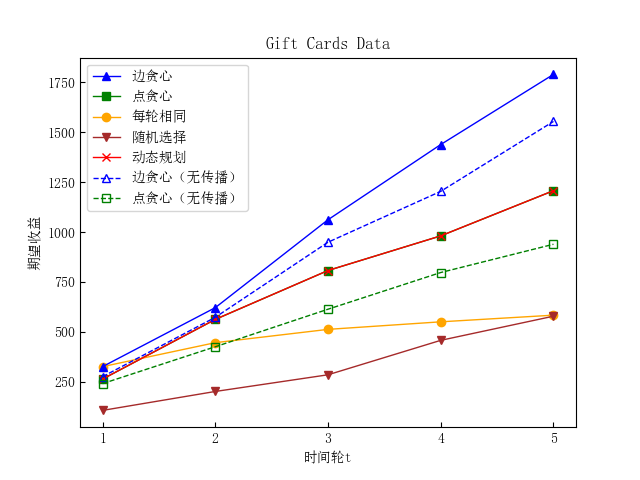 Gift Cards Data
边贪心
点贪心
每轮相同
随机选择
动态规划
边贪心（无传播）
点贪心（无传播）
期望收益
1750
1500
1250
1000
750
500
250
1 2 3 4 5
时间轮t